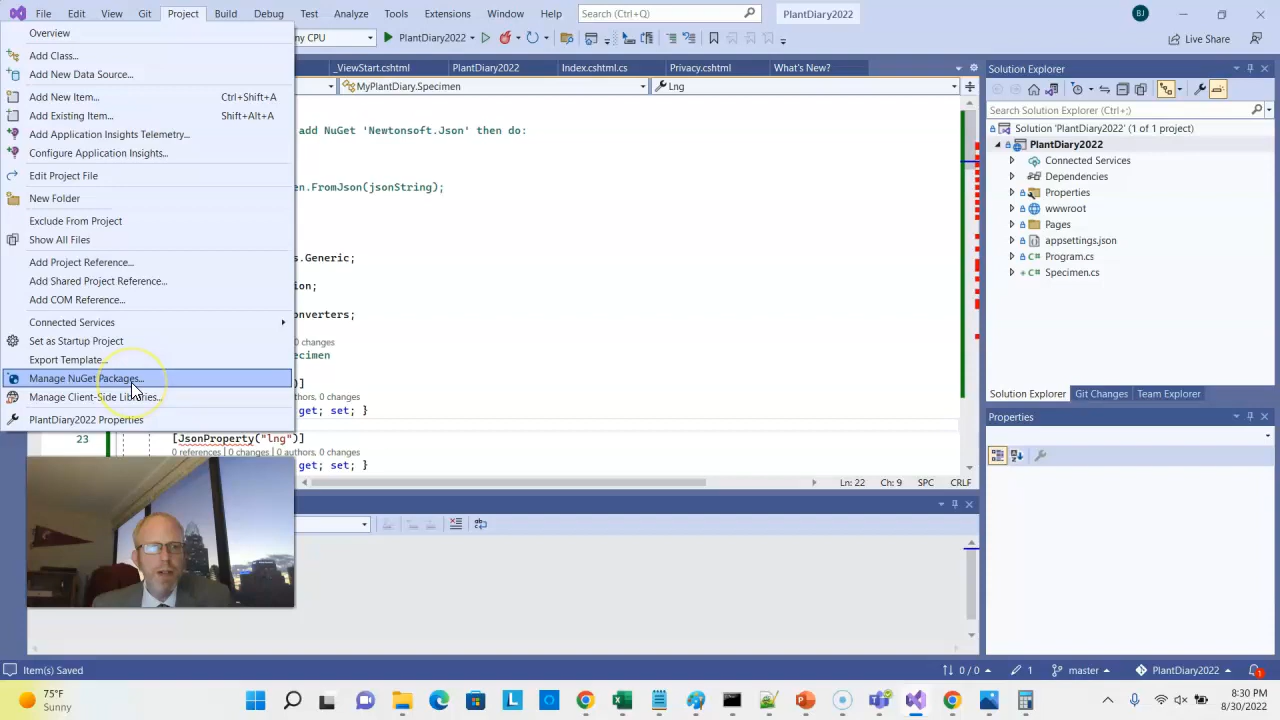 File Edit View Git Project Build Debug Test Analyze Tools Extensions Window Help Search (Ctrl+;) PlantDiary2022 BJ
Overview
Add Class...
Add New Data Source...
Add New Item... Ctrl+Shift+A
Add Existing Item... Shift+Alt+A
Add Application Insights Telemetry...
Configure Application Insights...
Edit Project File
New Folder
Exclude From Project
Show All Files
Add Project Reference...
Add Shared Project Reference...
Add COM Reference...
Connected Services
Set as Startup Project
Export Template...
Manage NuGet Packages...
Manage Client-Side Libraries...
PlantDiary2022 Properties
ny CPU PlantDiary2022 Live Share
_ViewStart.cshtml PlantDiary2022 Index.cshtml.cs Privacy.cshtml What's New?
MyPlantDiary.Specimen Lng
add NuGet 'Newtonsoft.Json' then do:
en.FromJson(jsonString);
s.Generic;
ion;
onverters;
0 changes
ecimen
)]
hors, 0 changes
get; set; }
23 [JsonProperty("lng")]
0 references | 0 changes | 0 authors, 0 changes
get; set; }
Ln: 22 Ch: 9 SPC CRLF
Solution Explorer
Search Solution Explorer (Ctrl+;)
Solution 'PlantDiary2022' (1 of 1 project)
PlantDiary2022
Connected Services
Dependencies
Properties
wwwroot
Pages
appsettings.json
Program.cs
Specimen.cs
Solution Explorer Git Changes Team Explorer
Properties
Item(s) Saved 0 / 0 1 master PlantDiary2022 1
75°F
Sunny
8:30 PM
8/30/2022